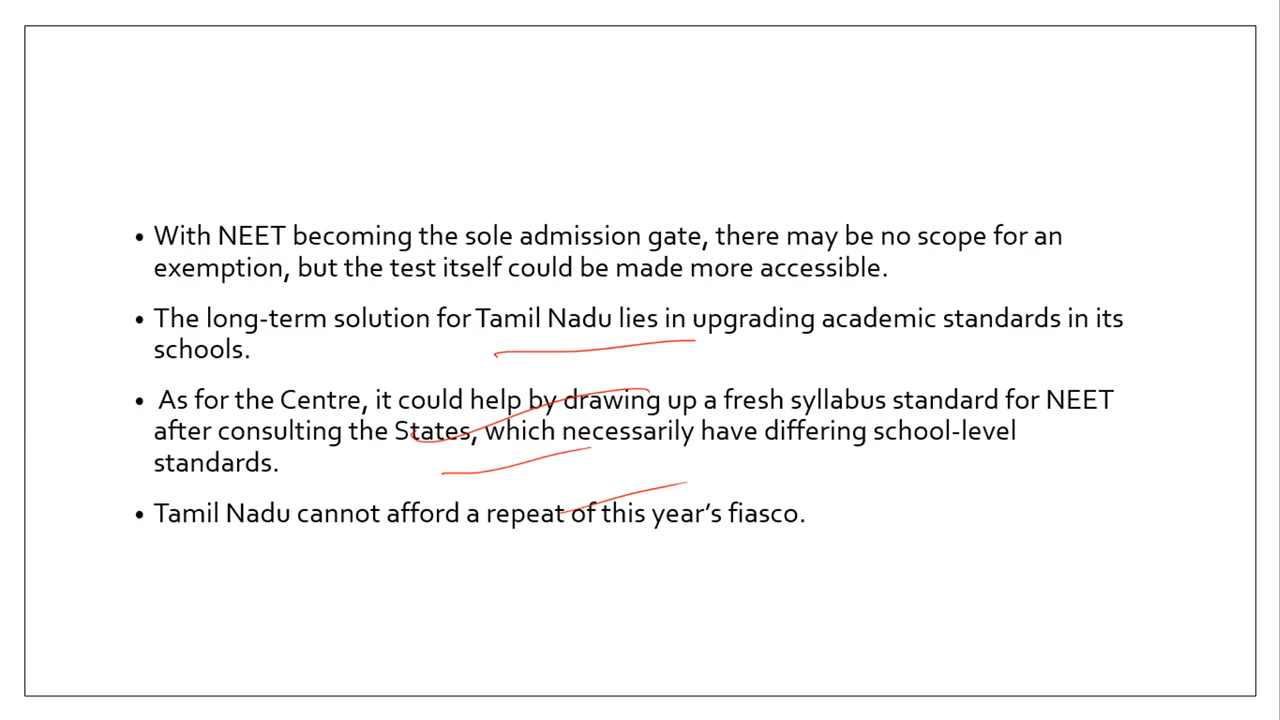 • With NEET becoming the sole admission gate, there may be no scope for an
exemption, but the test itself could be made more accessible.
• The long-term solution for Tamil Nadu lies in upgrading academic standards in its
schools.
• As for the Centre, it could help by drawing up a fresh syllabus standard for NEET
after consulting the States, which necessarily have differing school-level
standards.
• Tamil Nadu cannot afford a repeat of this year’s fiasco.